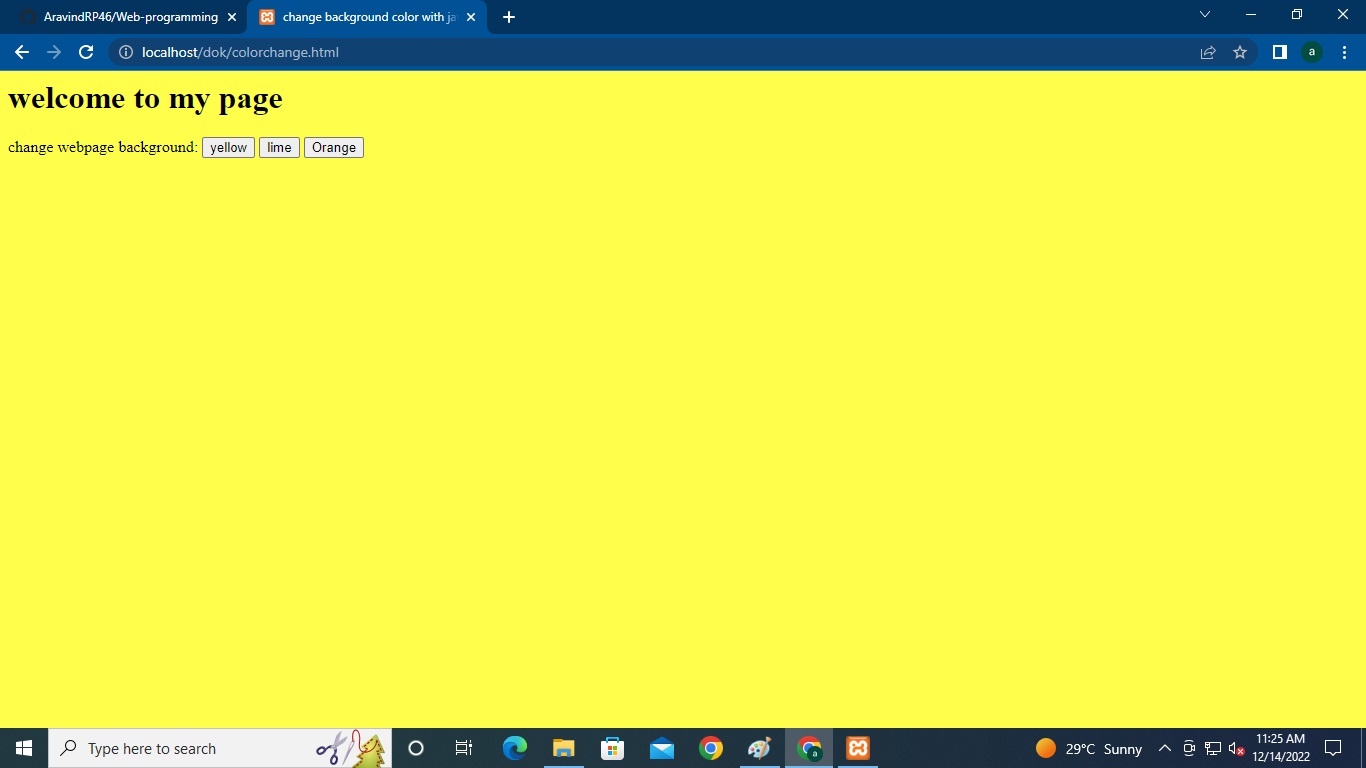 AravindRP46/Web-programming
change background color with ja
localhost/dok/colorchange.html
a
welcome to my page
change webpage background: yellow lime Orange
Type here to search
a
29°C Sunny
11:25 AM
12/14/2022